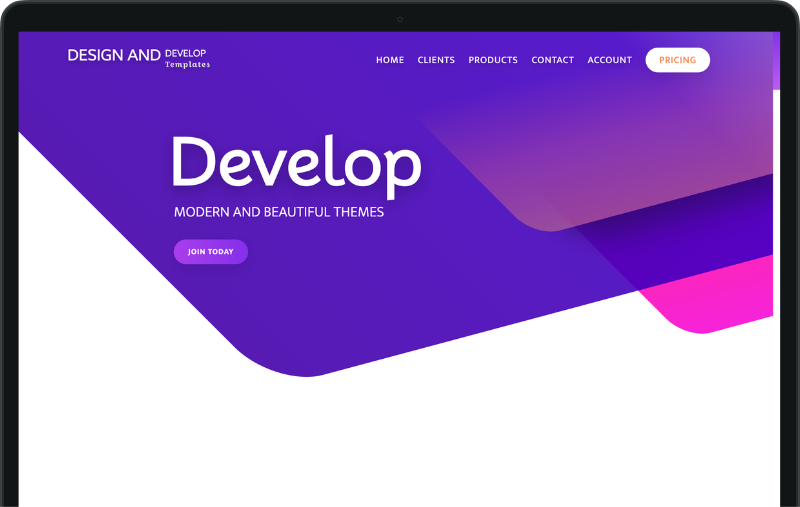 DESIGN AND DEVELOP
Templates
HOME CLIENTS PRODUCTS CONTACT ACCOUNT PRICING
Develop
MODERN AND BEAUTIFUL THEMES
JOIN TODAY